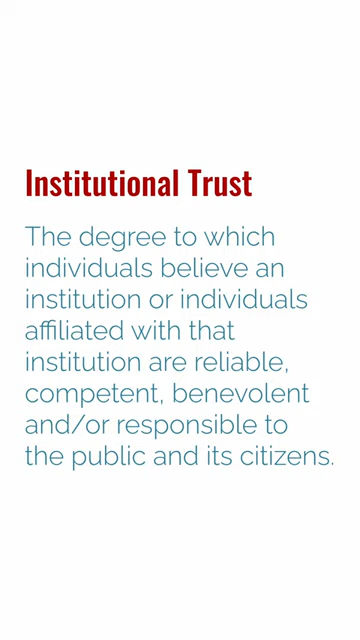 Institutional Trust
The degree to which
individuals believe an
institution or individuals
affiliated with that
institution are reliable,
competent, benevolent
and/or responsible to
the public and its citizens.